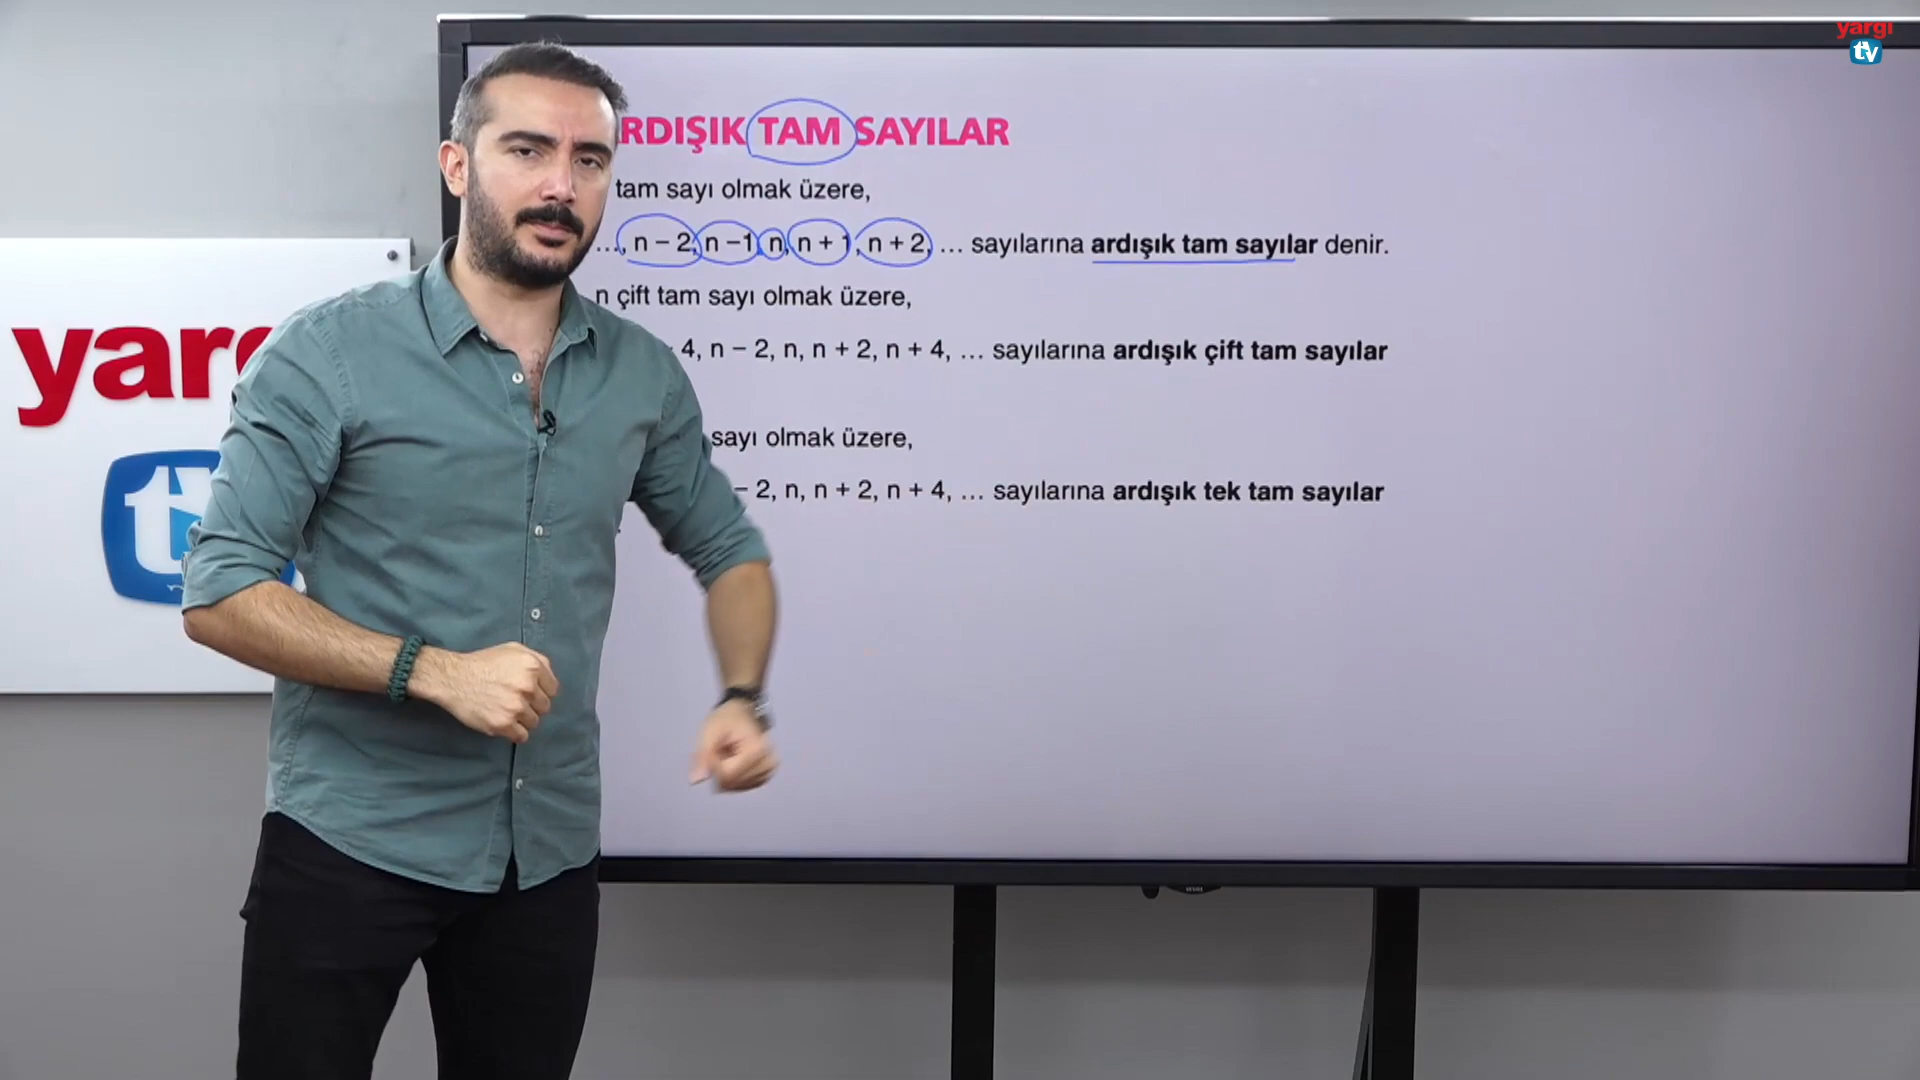 yargı
tv
RDIŞIK TAM SAYILAR
tam sayı olmak üzere,
…, n – 2, n –1, n, n + 1, n + 2, … sayılarına ardışık tam sayılar denir.
n çift tam sayı olmak üzere,
4, n – 2, n, n + 2, n + 4, … sayılarına ardışık çift tam sayılar
sayı olmak üzere,
– 2, n, n + 2, n + 4, … sayılarına ardışık tek tam sayılar
yarg